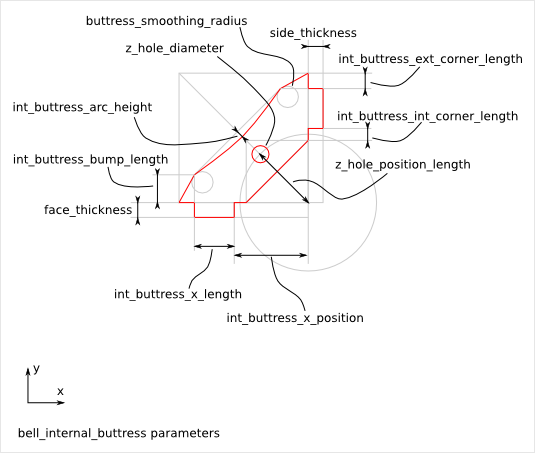 buttress_smoothing_radius
side_thickness
z_hole_diameter
int_buttress_ext_corner_length
int_buttress_arc_height
int_buttress_int_corner_length
int_buttress_bump_length
z_hole_position_length
face_thickness
int_buttress_x_length
int_buttress_x_position
y
x
bell_internal_buttress parameters